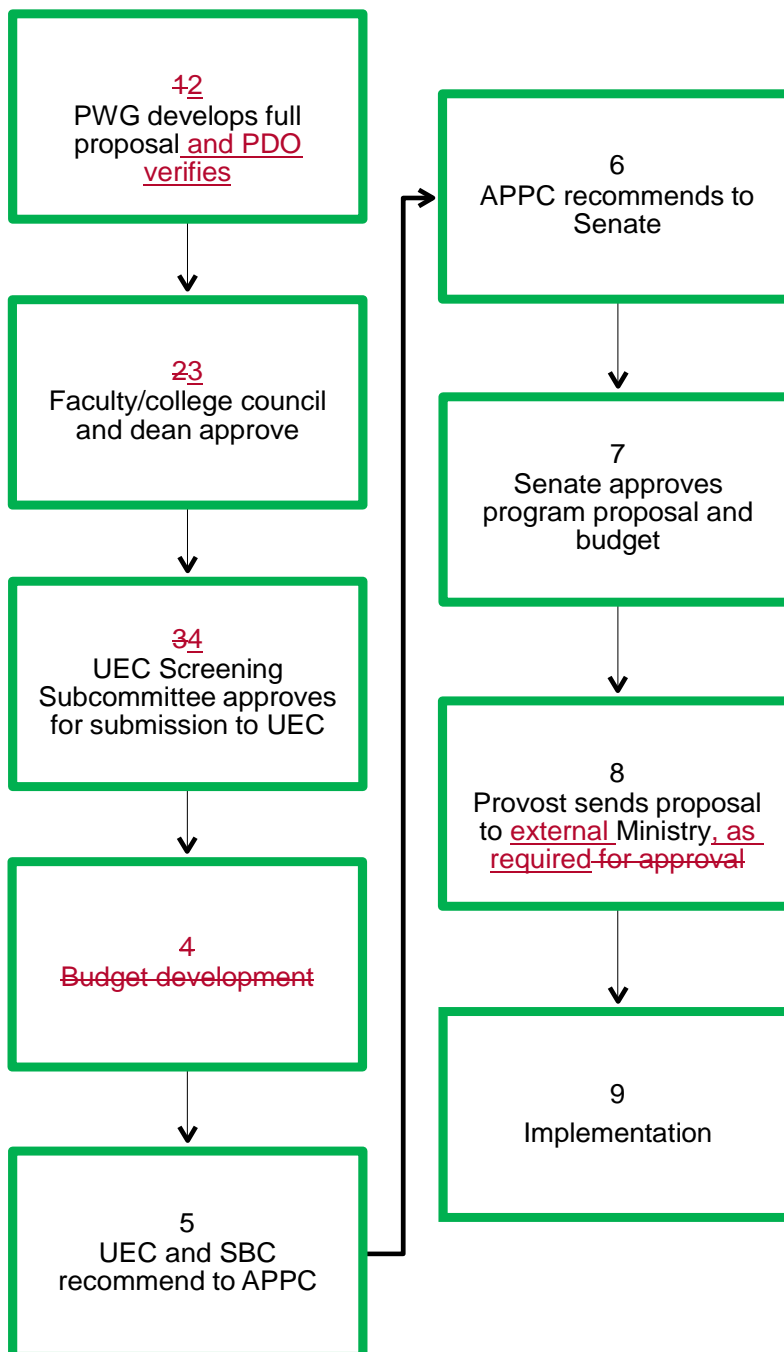 12
PWG develops full
proposal and PDO
verifies
23
Faculty/college council
and dean approve
34
UEC Screening
Subcommittee approves
for submission to UEC
4
Budget development
5
UEC and SBC
recommend to APPC
6
APPC recommends to
Senate
7
Senate approves
program proposal and
budget
8
Provost sends proposal
to external Ministry, as
required for approval
9
Implementation